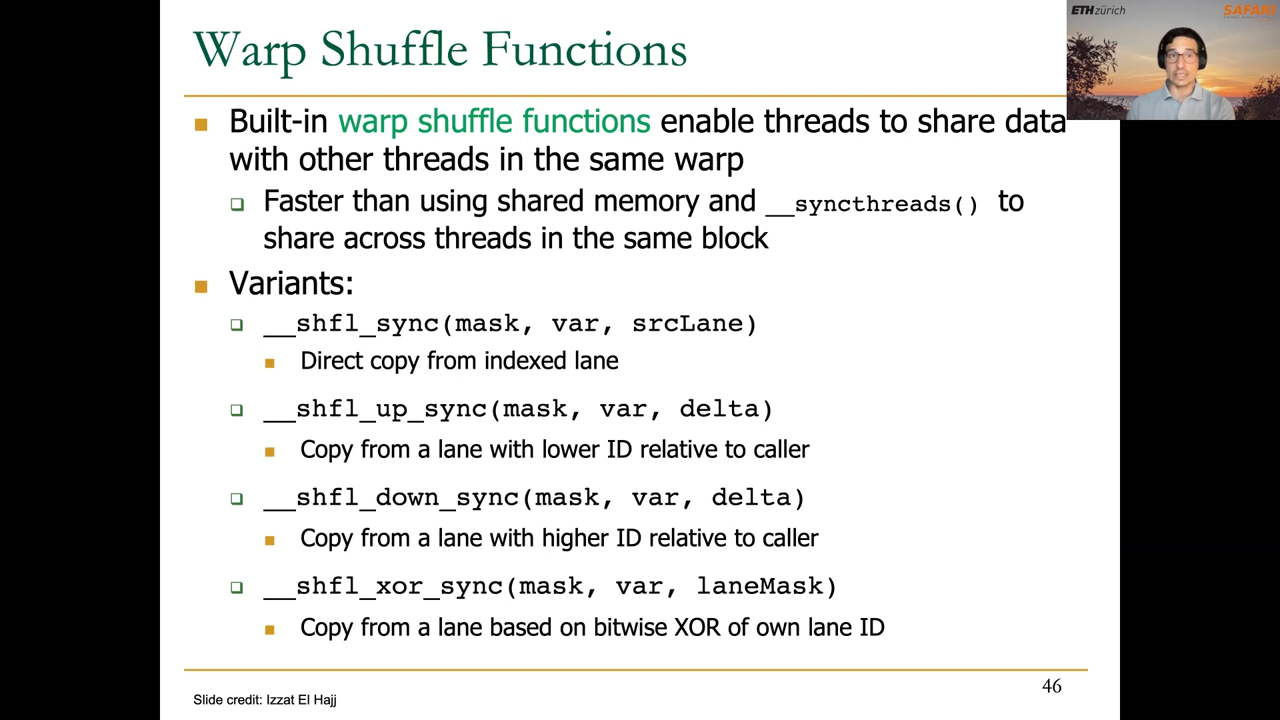 Warp Shuffle Functions
ETH zürich
SAFARI
Built-in warp shuffle functions enable threads to share data
with other threads in the same warp
Faster than using shared memory and __syncthreads() to
share across threads in the same block
Variants:
__shfl_sync(mask, var, srcLane)
Direct copy from indexed lane
__shfl_up_sync(mask, var, delta)
Copy from a lane with lower ID relative to caller
__shfl_down_sync(mask, var, delta)
Copy from a lane with higher ID relative to caller
__shfl_xor_sync(mask, var, laneMask)
Copy from a lane based on bitwise XOR of own lane ID
Slide credit: Izzat El Hajj
46